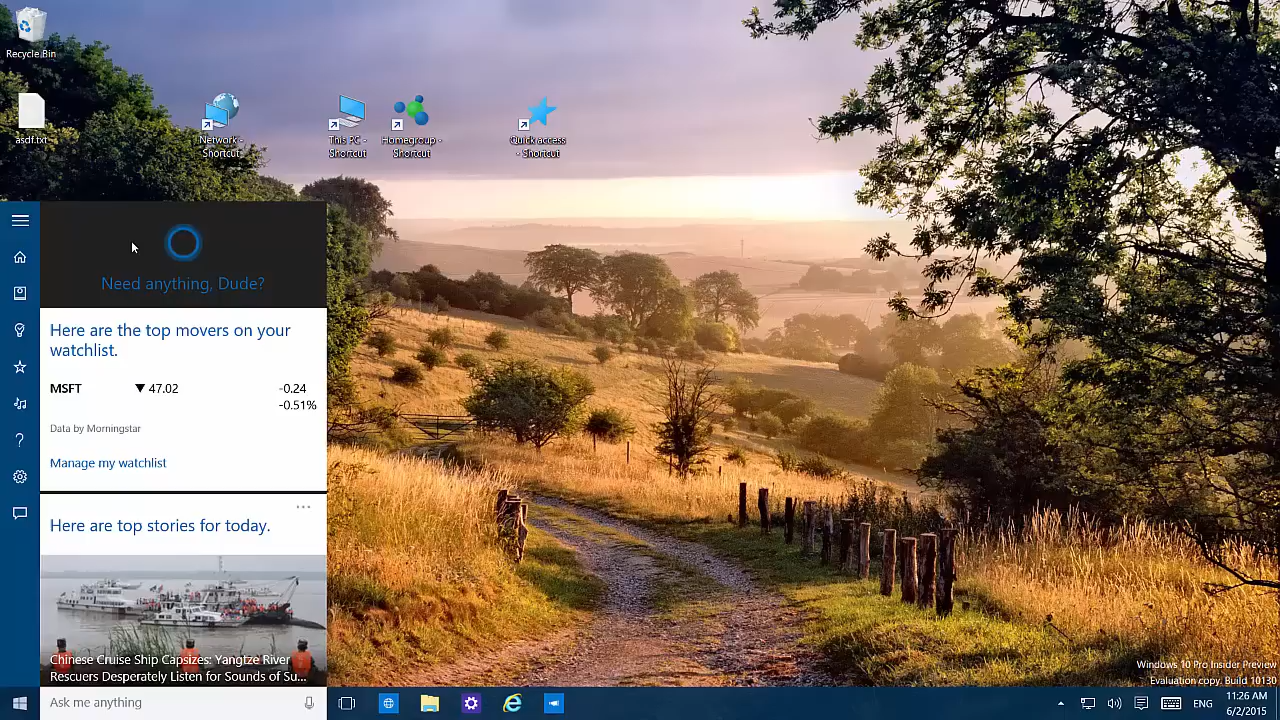 Recycle Bin
asdf.txt
Network -
Shortcut
This PC -
Shortcut
Homegroup -
Shortcut
Quick access
- Shortcut
Need anything, Dude?
Here are the top movers on your
watchlist.
MSFT ▼ 47.02 -0.24
-0.51%
Data by Morningstar
Manage my watchlist
Here are top stories for today.
Chinese Cruise Ship Capsizes: Yangtze River
Rescuers Desperately Listen for Sounds of Su...
Ask me anything
Windows 10 Pro Insider Preview
Evaluation copy. Build 10130
ENG
11:26 AM
6/2/2015